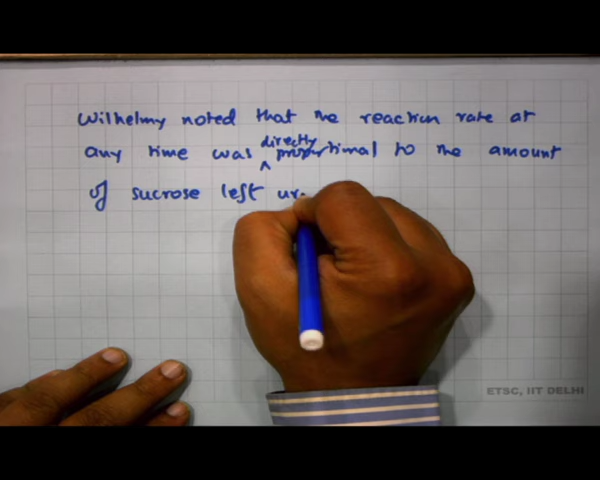 Wilhelmy noted that the reaction rate at
any time was directly proportional to the amount
of sucrose left
ETSC, IIT DELHI